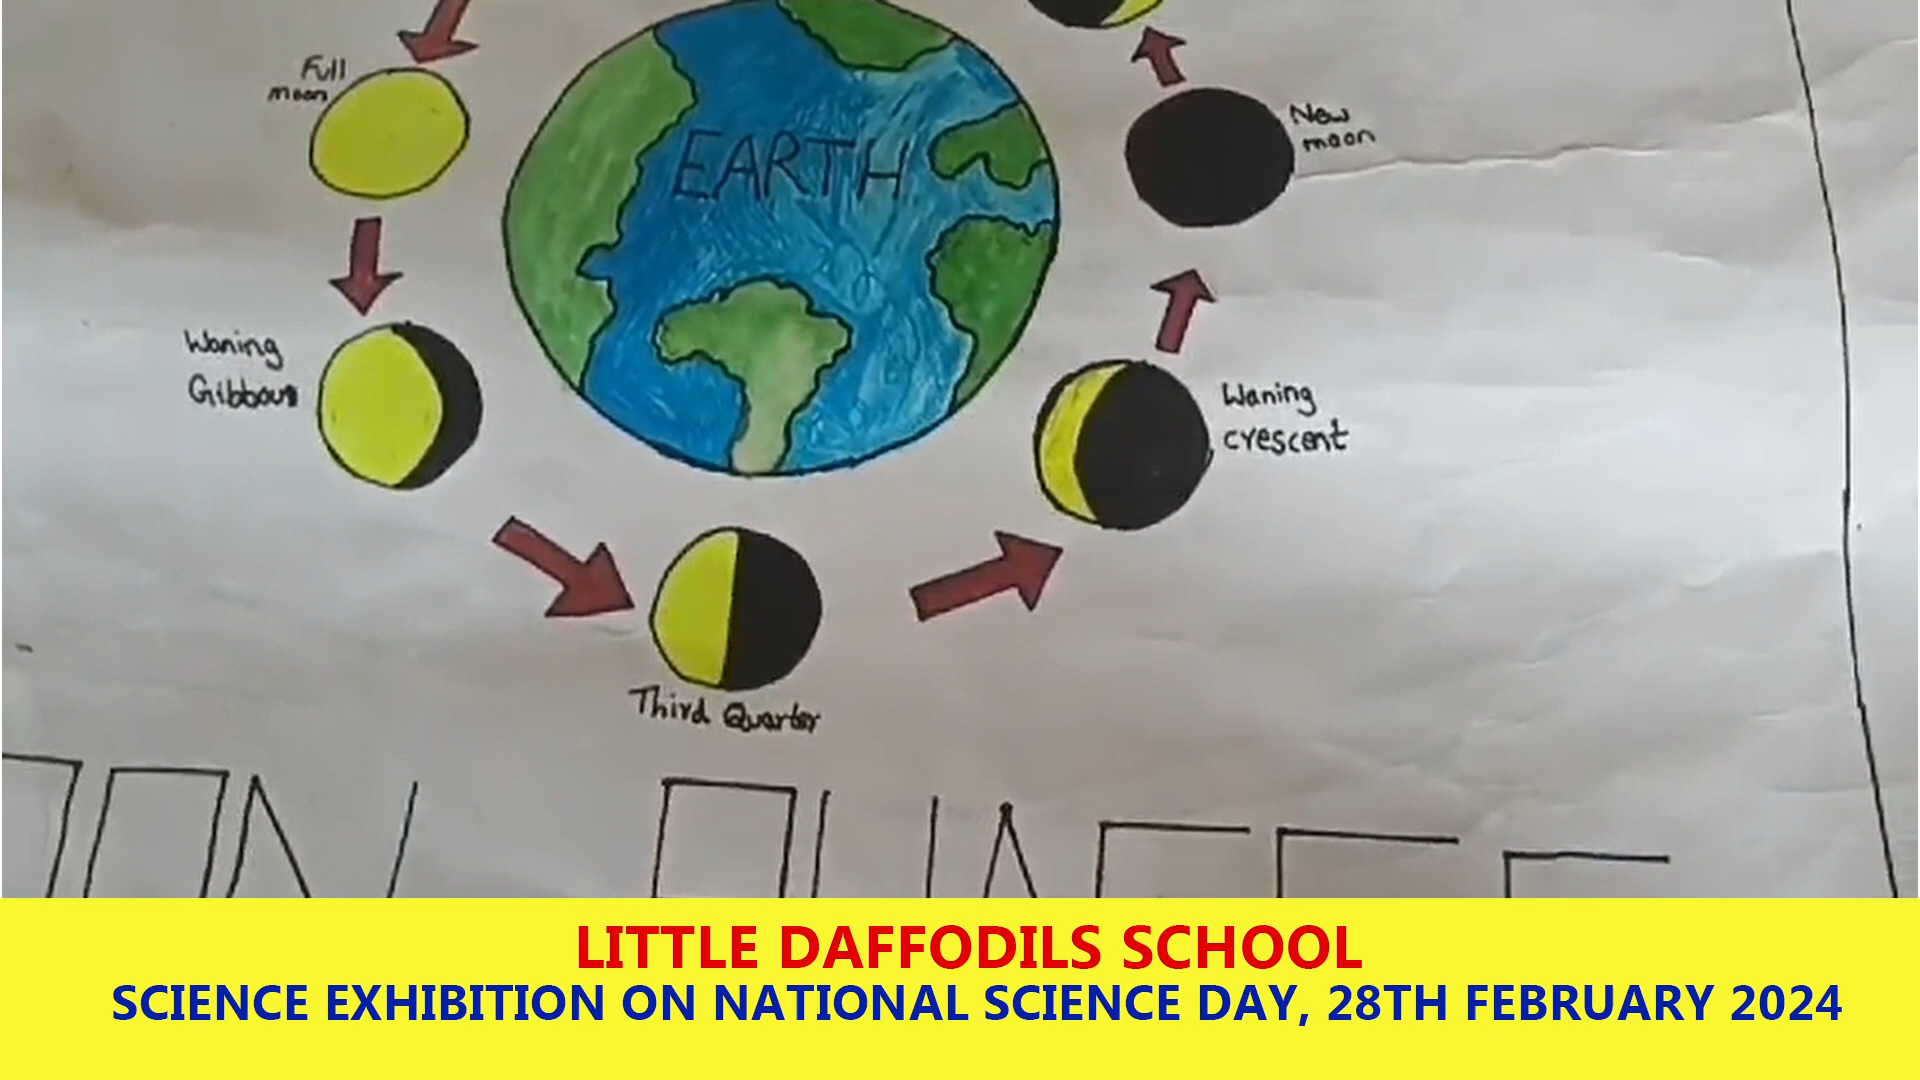 Full
moon
EARTH
New
moon
Waning
Gibbous
Waning
crescent
Third Quarter
LITTLE DAFFODILS SCHOOL
SCIENCE EXHIBITION ON NATIONAL SCIENCE DAY, 28TH FEBRUARY 2024